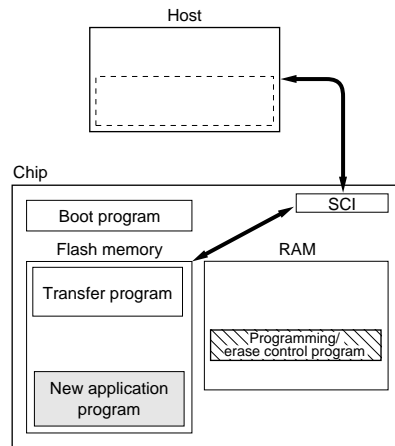 Host
Chip
SCI
Boot program
Flash memory
RAM
Transfer program
Programming/
erase control program
New application
program